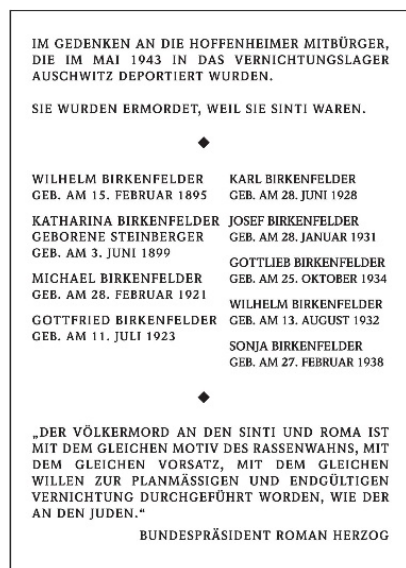 IM GEDENKEN AN DIE HOFFENHEIMER MITBÜRGER,
DIE IM MAI 1943 IN DAS VERNICHTUNGSLAGER
AUSCHWITZ DEPORTIERT WURDEN.
SIE WURDEN ERMORDET, WEIL SIE SINTI WAREN.
WILHELM BIRKENFELDER
GEB. AM 15. FEBRUAR 1895
KATHARINA BIRKENFELDER
GEBORENE STEINBERGER
GEB. AM 3. JUNI 1899
MICHAEL BIRKENFELDER
GEB. AM 28. FEBRUAR 1921
GOTTFRIED BIRKENFELDER
GEB. AM 11. JULI 1923
KARL BIRKENFELDER
GEB. AM 28. JUNI 1928
JOSEF BIRKENFELDER
GEB. AM 28. JANUAR 1931
GOTTLIEB BIRKENFELDER
GEB. AM 25. OKTOBER 1934
WILHELM BIRKENFELDER
GEB. AM 13. AUGUST 1932
SONJA BIRKENFELDER
GEB. AM 27. FEBRUAR 1938
„DER VÖLKERMORD AN DEN SINTI UND ROMA IST
MIT DEM GLEICHEN MOTIV DES RASSENWAHNS, MIT
DEM GLEICHEN VORSATZ, MIT DEM GLEICHEN
WILLEN ZUR PLANMÄSSIGEN UND ENDGÜLTIGEN
VERNICHTUNG DURCHGEFÜHRT WORDEN, WIE DER
AN DEN JUDEN.“
BUNDESPRÄSIDENT ROMAN HERZOG